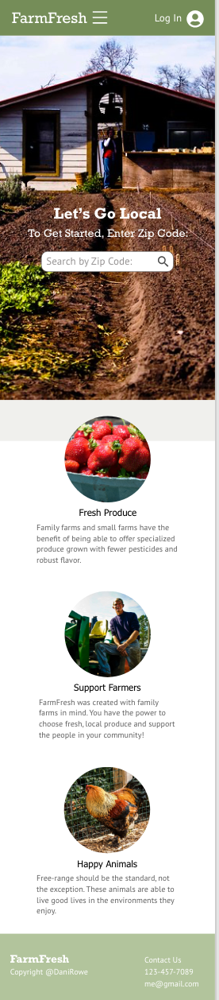 FarmFresh
Log In
Let's Go Local
To Get Started, Enter Zip Code:
Search by Zip Code:
Fresh Produce
Family farms and small farms have the
benefit of being able to offer specialized
produce grown with fewer pesticides and
robust flavor.
Support Farmers
FarmFresh was created with family
farms in mind. You have the power to
choose fresh, local produce and support
the people in your community!
Happy Animals
Free-range should be the standard, not
the exception. These animals are able to
live good lives in the environments they
enjoy.
FarmFresh
Copyright @DaniRowe
Contact Us
123-457-7089
me@gmail.com